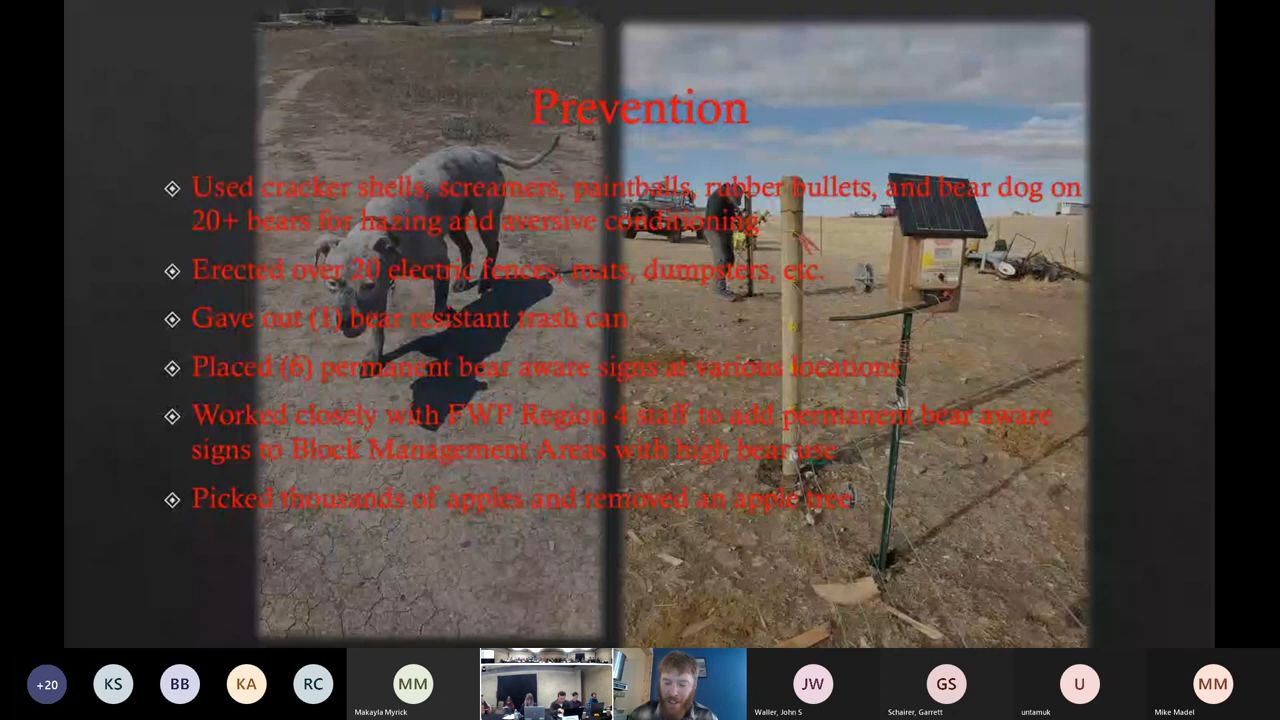 Prevention
Used cracker shells, screamers, paintballs, rubber bullets, and bear dog on
20+ bears for hazing and aversive conditioning
Erected over 20 electric fences, mats, dumpsters, etc.
Gave out (1) bear resistant trash can
Placed (6) permanent bear aware signs at various locations
Worked closely with FWP Region 4 staff to add permanent bear aware
signs to Block Management Areas with high bear use
Picked thousands of apples and removed an apple tree
+20
KS
BB
KA
RC
MM
JW
GS
U
MM
Makayla Myrick
Waller, John S
Schairer, Garrett
untamuk
Mike Madel